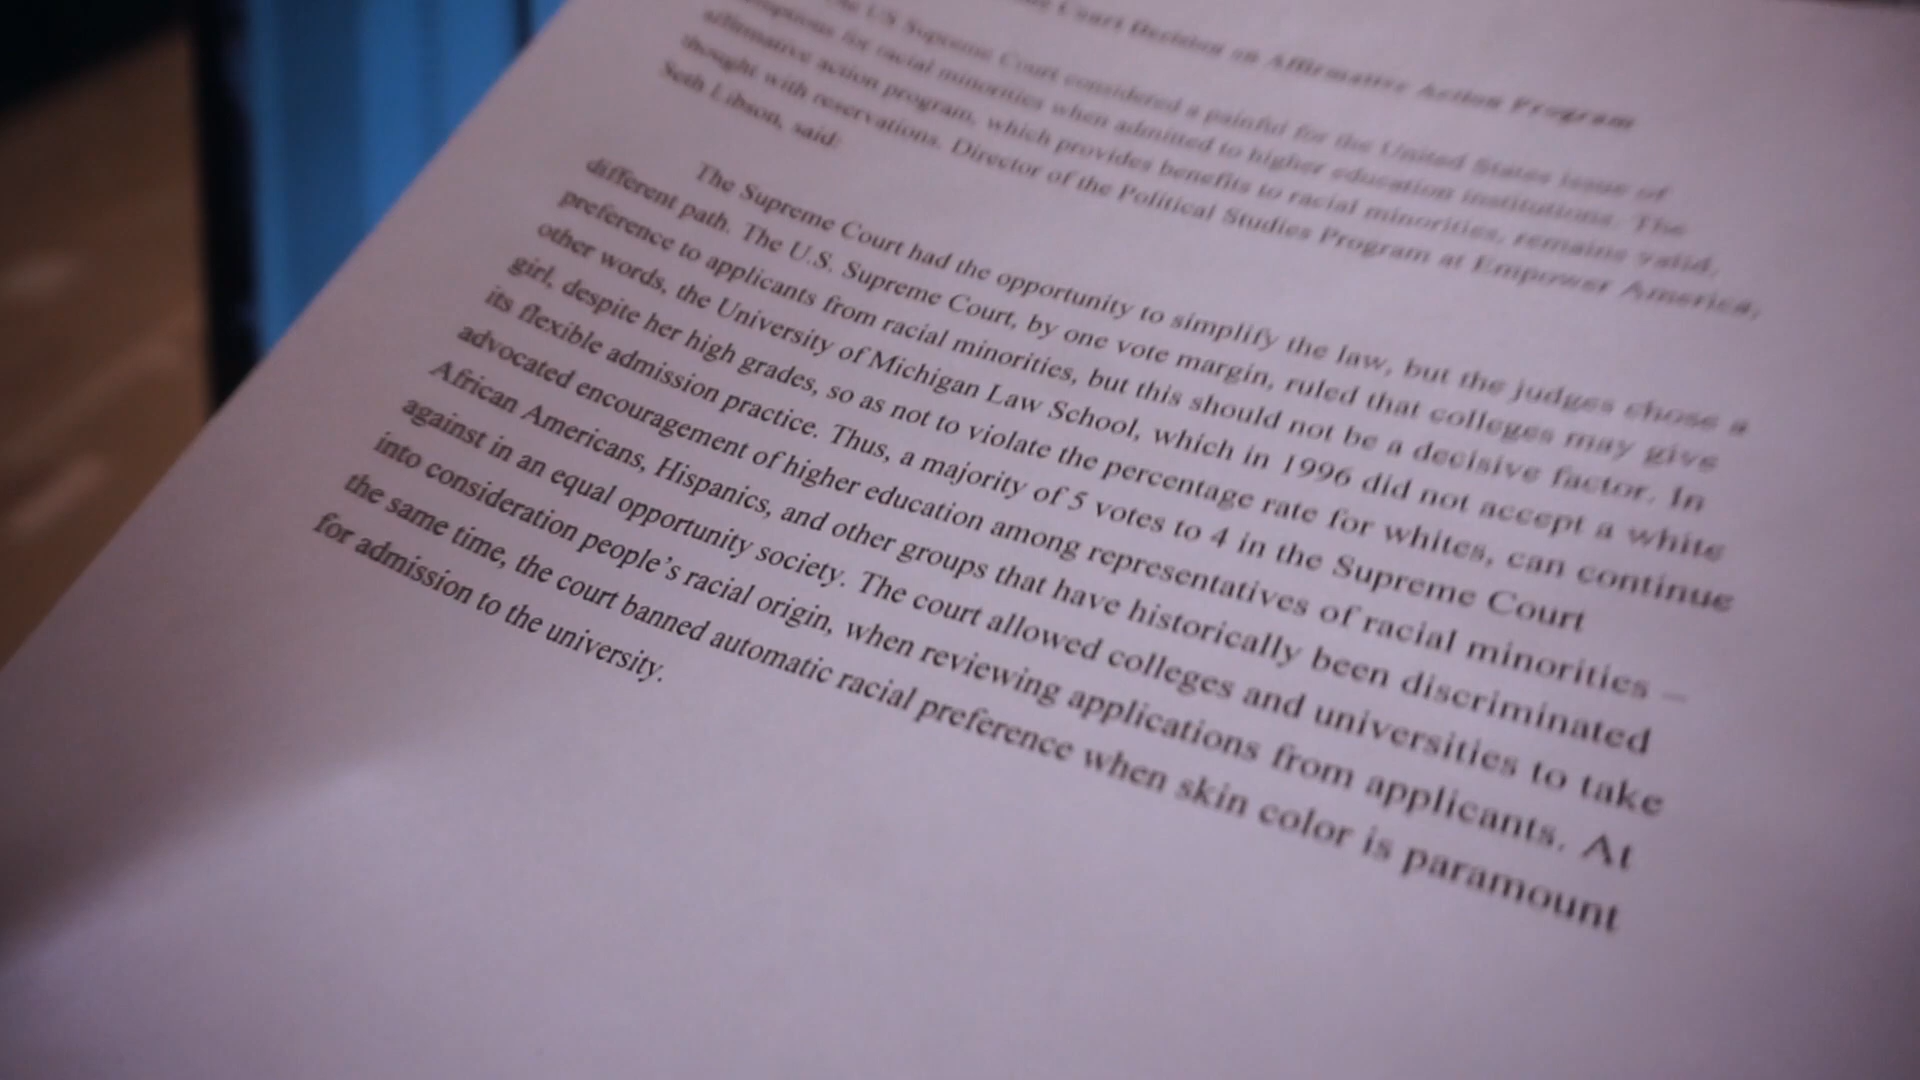 Court Decision on Affirmative Action Program
US Supreme Court considered a painful for the United States issue of
for racial minorities when admitted to higher education institutions. The
affirmative action program, which provides benefits to racial minorities, remains valid,
thought with reservations. Director of the Political Studies Program at Empower America,
Seth Libson, said:
The Supreme Court had the opportunity to simplify the law, but the judges chose a
different path. The U.S. Supreme Court, by one vote margin, ruled that colleges may give
preference to applicants from racial minorities, but this should not be a decisive factor. In
other words, the University of Michigan Law School, which in 1996 did not accept a white
girl, despite her high grades, so as not to violate the percentage rate for whites, can continue
its flexible admission practice. Thus, a majority of 5 votes to 4 in the Supreme Court
advocated encouragement of higher education among representatives of racial minorities –
African Americans, Hispanics, and other groups that have historically been discriminated
against in an equal opportunity society. The court allowed colleges and universities to take
into consideration people's racial origin, when reviewing applications from applicants. At
the same time, the court banned automatic racial preference when skin color is paramount
for admission to the university.